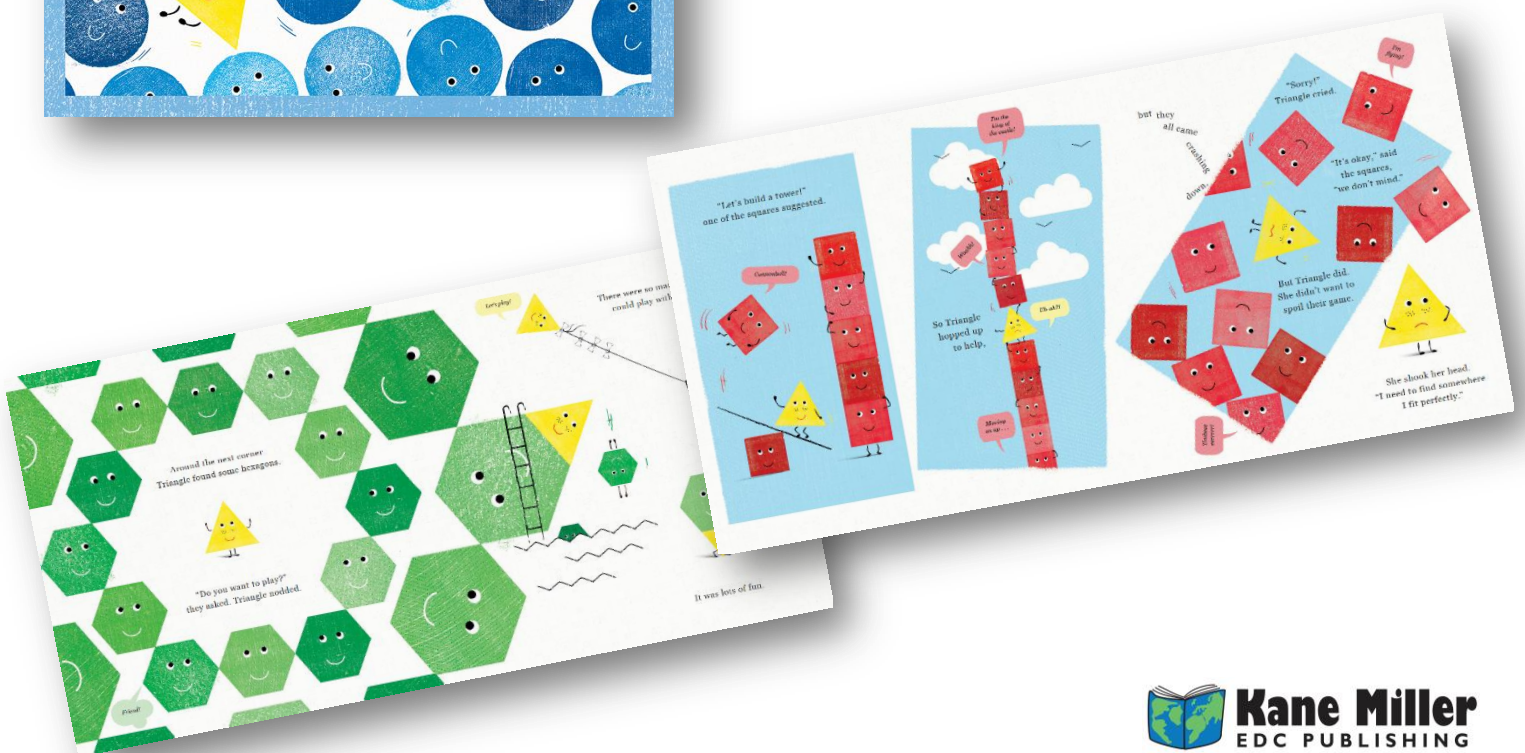 "Let's build a tower!"
one of the squares suggested.
Cannonball!
I'm the
king of
the castle!
Wheeee!
Uh-oh!!
So Triangle
hopped up
to help,
Moving
on up . . .
but they
all came
crashing
down.
"Sorry!"
Triangle cried.
I'm
flying!
"It's okay," said
the squares,
"we don't mind."
But Triangle did.
She didn't want to
spoil their game.
She shook her head.
"I need to find somewhere
I fit perfectly."
Let's play!
There were so
could play with
Around the next corner
Triangle found some hexagons.
"Do you want to play?"
they asked. Triangle nodded.
Friend!
It was lots of fun.
Kane Miller
EDC PUBLISHING